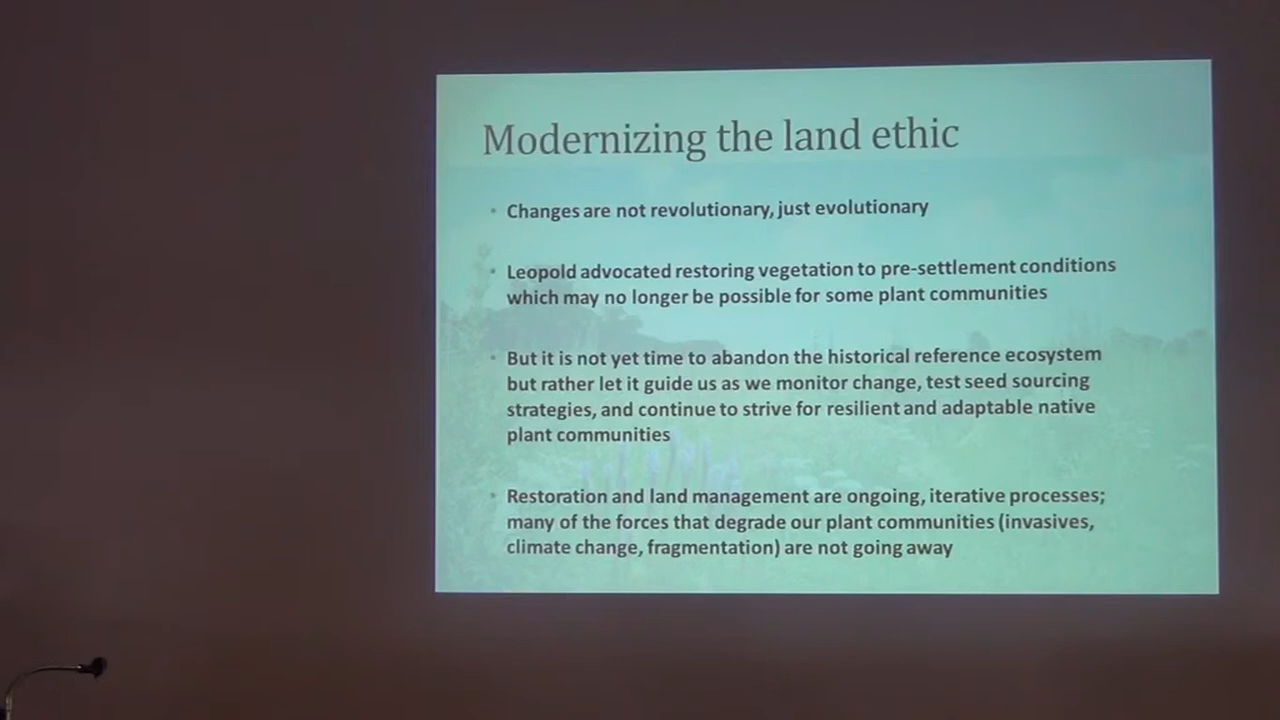 Modernizing the land ethic
• Changes are not revolutionary, just evolutionary
• Leopold advocated restoring vegetation to pre-settlement conditions
which may no longer be possible for some plant communities
• But it is not yet time to abandon the historical reference ecosystem
but rather let it guide us as we monitor change, test seed sourcing
strategies, and continue to strive for resilient and adaptable native
plant communities
• Restoration and land management are ongoing, iterative processes;
many of the forces that degrade our plant communities (invasives,
climate change, fragmentation) are not going away